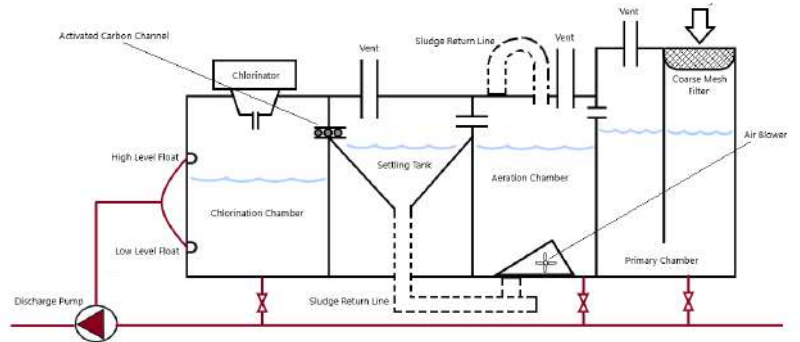 Vent
Activated Carbon Channel
Vent
Sludge Return Line
Vent
Chlorinator
Coarse Mesh
Filter
Air Blower
High Level Float
Settling Tank
Aeration Chamber
Chlorination Chamber
Low Level Float
Primary Chamber
Discharge Pump
Sludge Return Line